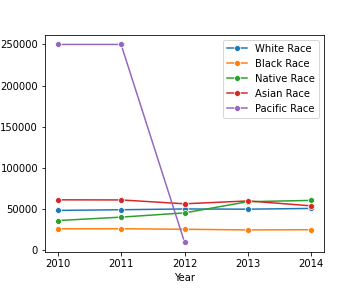 250000
200000
150000
100000
50000
0
2010 2011 2012 2013 2014
Year
White Race
Black Race
Native Race
Asian Race
Pacific Race